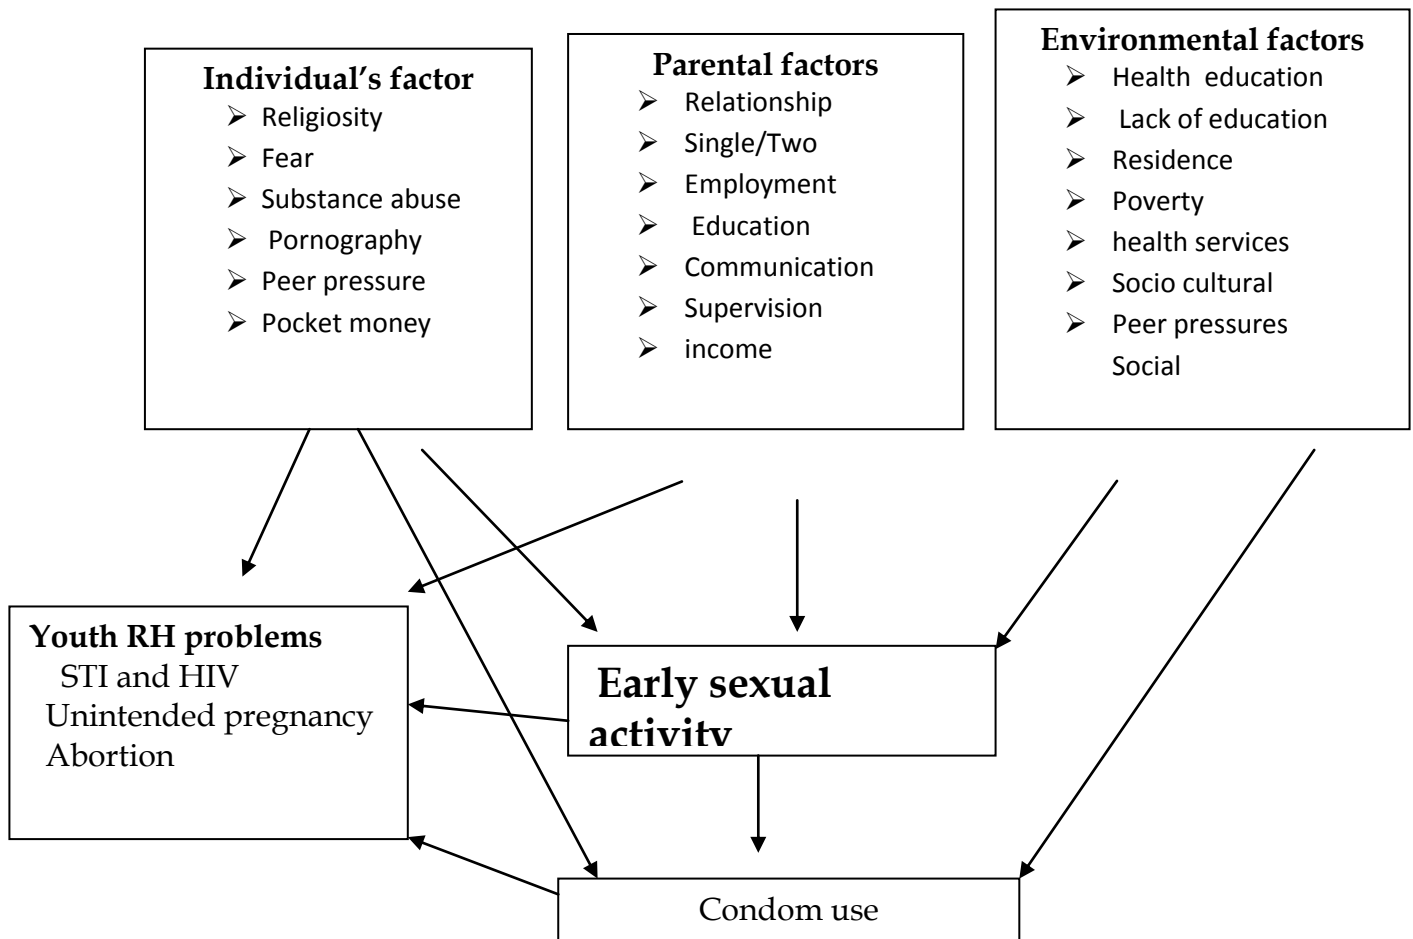 Individual’s factor
➢ Religiosity
➢ Fear
➢ Substance abuse
➢ Pornography
➢ Peer pressure
➢ Pocket money
Parental factors
➢ Relationship
➢ Single/Two
➢ Employment
➢ Education
➢ Communication
➢ Supervision
➢ income
Environmental factors
➢ Health education
➢ Lack of education
➢ Residence
➢ Poverty
➢ health services
➢ Socio cultural
➢ Peer pressures
Social
Youth RH problems
STI and HIV
Unintended pregnancy
Abortion
Early sexual
activity
Condom use